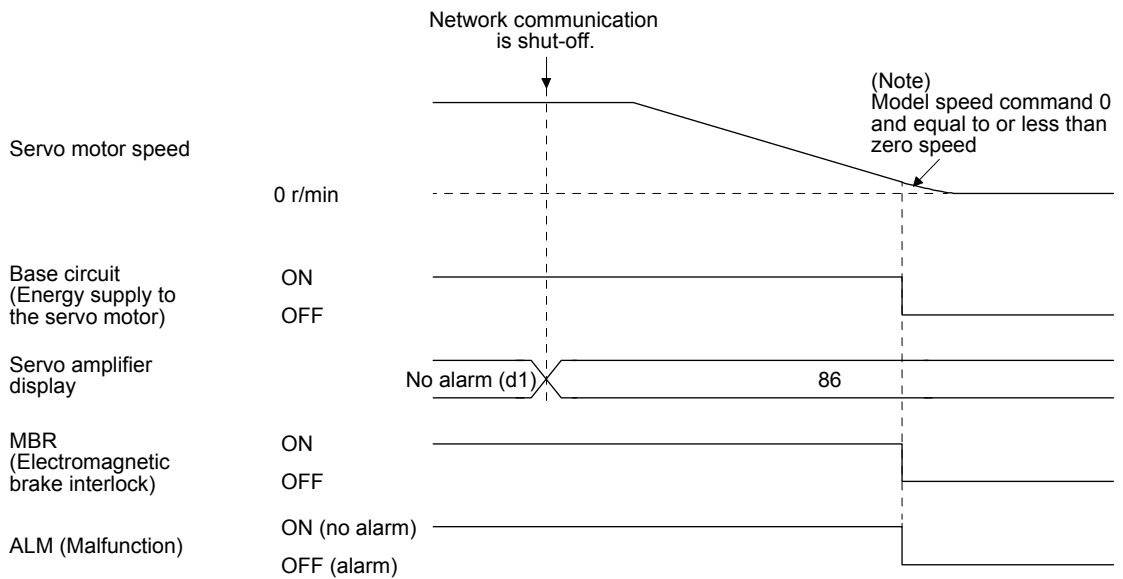 Network communication
is shut-off.
(Note)
Model speed command 0
and equal to or less than
zero speed
Servo motor speed
0 r/min
Base circuit
(Energy supply to
the servo motor)
ON
OFF
Servo amplifier
display
No alarm (d1)
86
MBR
(Electromagnetic
brake interlock)
ON
OFF
ALM (Malfunction)
ON (no alarm)
OFF (alarm)